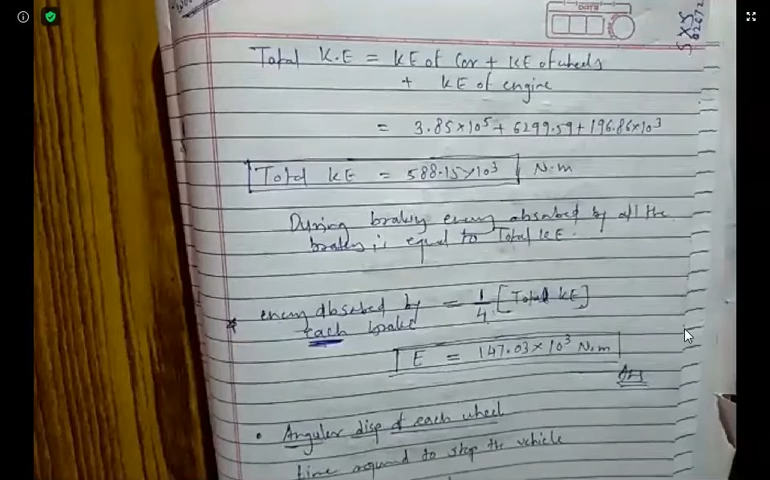 Total K.E = KE of Car + KE of wheels
+ KE of engine
= 3.85×10⁵ + 6299.59 + 196.86×10³
Total KE = 588.15×10³ N.m
During braking energy absorbed by all the
brakes is equal to Total KE.
* energy absorbed by each brake = 1/4 [Total KE]
E = 147.03×10³ N.m
Ans
• Angular disp of each wheel
time required to stop the vehicle